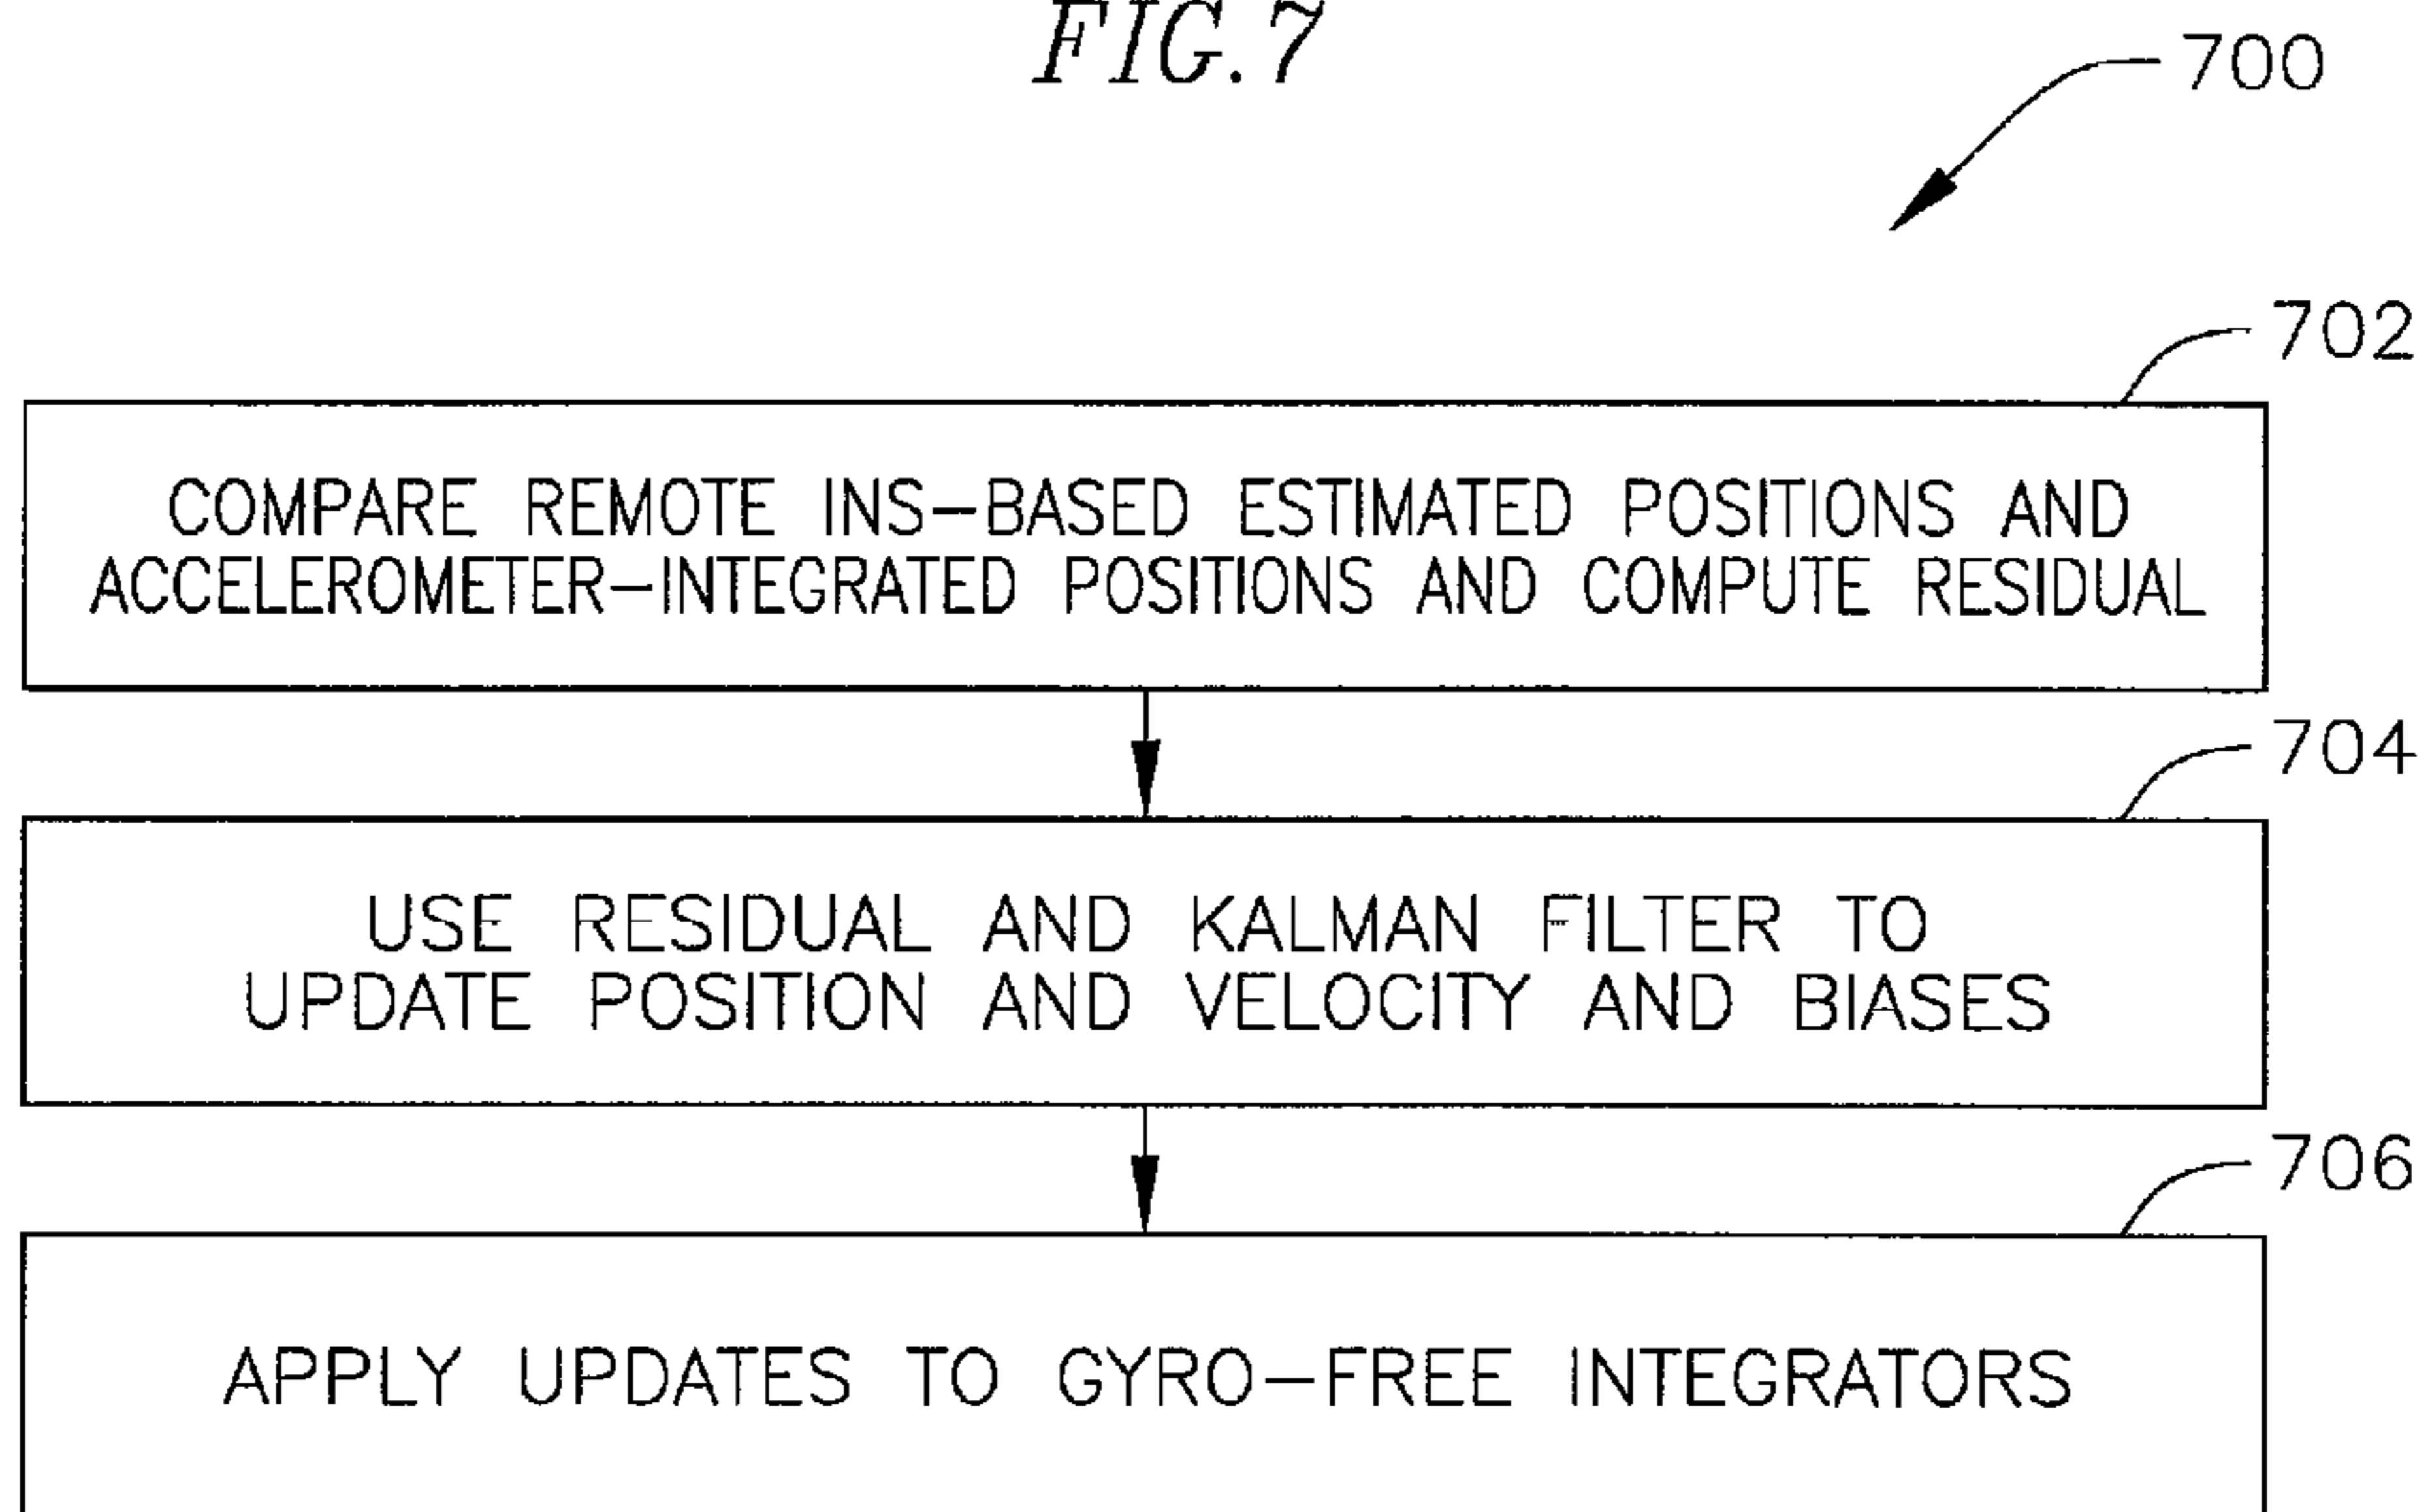 FIG. 7
700
702
COMPARE REMOTE INS-BASED ESTIMATED POSITIONS AND
ACCELEROMETER-INTEGRATED POSITIONS AND COMPUTE RESIDUAL
704
USE RESIDUAL AND KALMAN FILTER TO
UPDATE POSITION AND VELOCITY AND BIASES
706
APPLY UPDATES TO GYRO-FREE INTEGRATORS